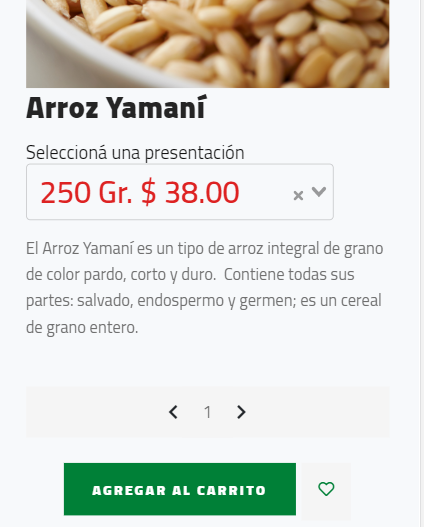 Arroz Yamaní
Seleccioná una presentación
250 Gr. $ 38.00
El Arroz Yamaní es un tipo de arroz integral de grano
de color pardo, corto y duro.  Contiene todas sus
partes: salvado, endospermo y germen; es un cereal
de grano entero.
1
AGREGAR AL CARRITO